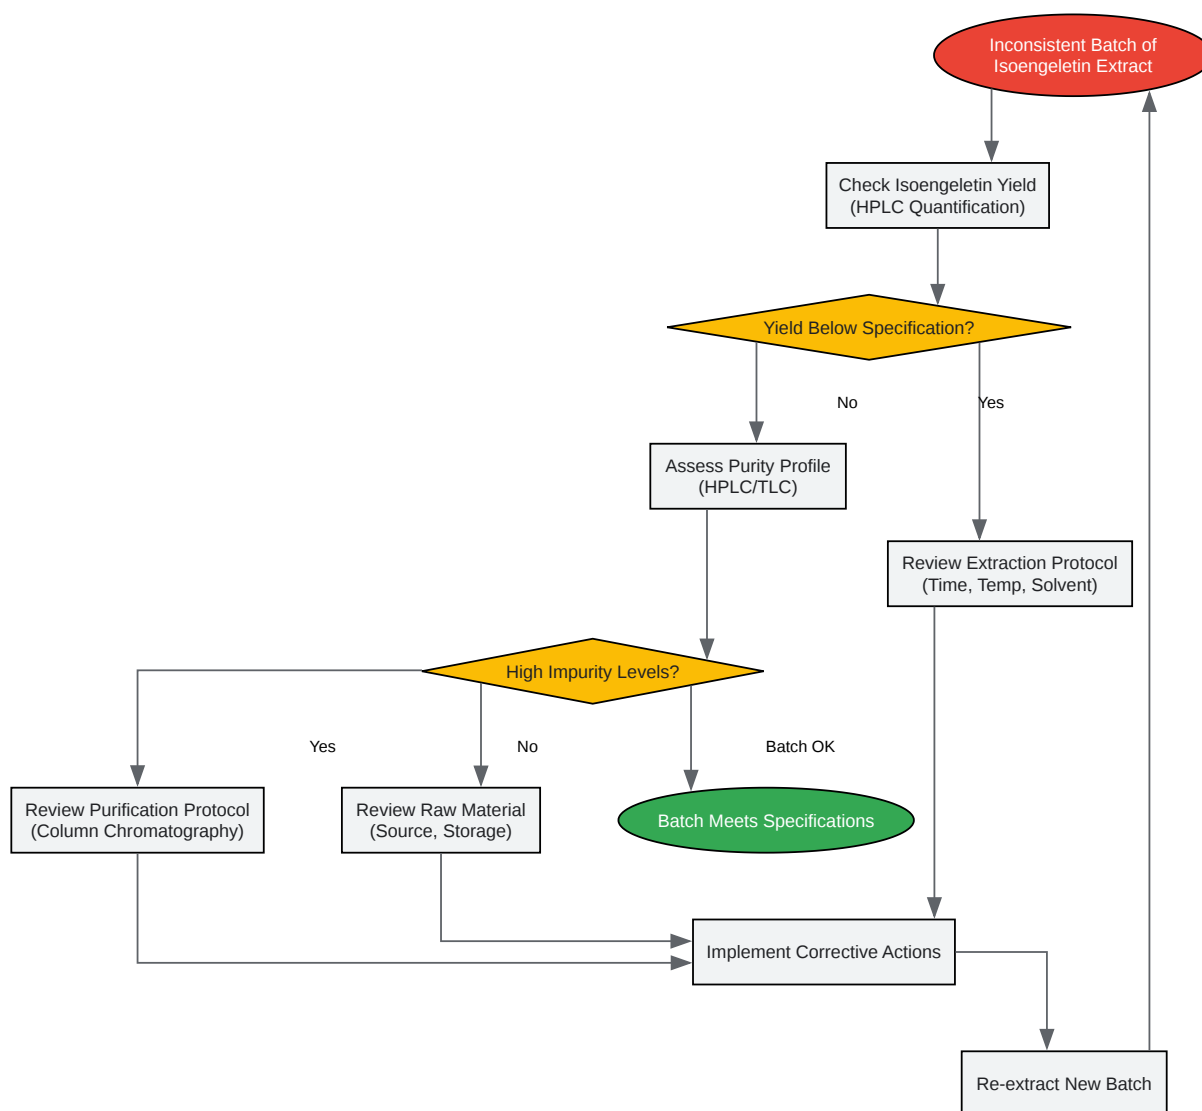 Inconsistent Batch of
Isoengeletin Extract
Check Isoengeletin Yield
(HPLC Quantification)
Yield Below Specification?
No
Yes
Assess Purity Profile
(HPLC/TLC)
Review Extraction Protocol
(Time, Temp, Solvent)
High Impurity Levels?
Yes
No
Batch OK
Review Purification Protocol
(Column Chromatography)
Review Raw Material
(Source, Storage)
Batch Meets Specifications
Implement Corrective Actions
Re-extract New Batch